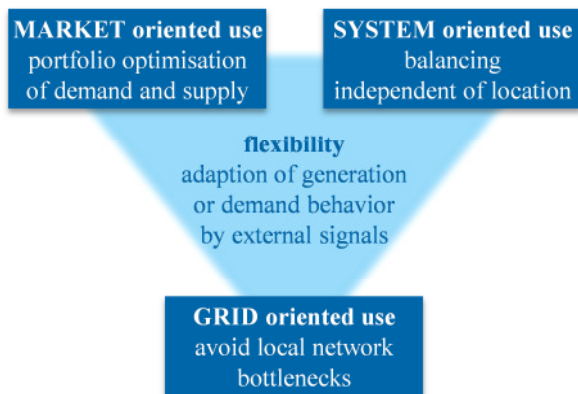 MARKET oriented use
portfolio optimisation
of demand and supply
SYSTEM oriented use
balancing
independent of location
flexibility
adaption of generation
or demand behavior
by external signals
GRID oriented use
avoid local network
bottlenecks